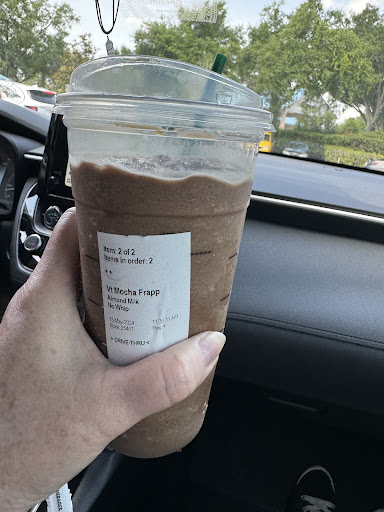 Item: 2 of 2
Items in order: 2
Vt Mocha Frapp
Almond Milk
No Whip
> DRIVE-THRU <